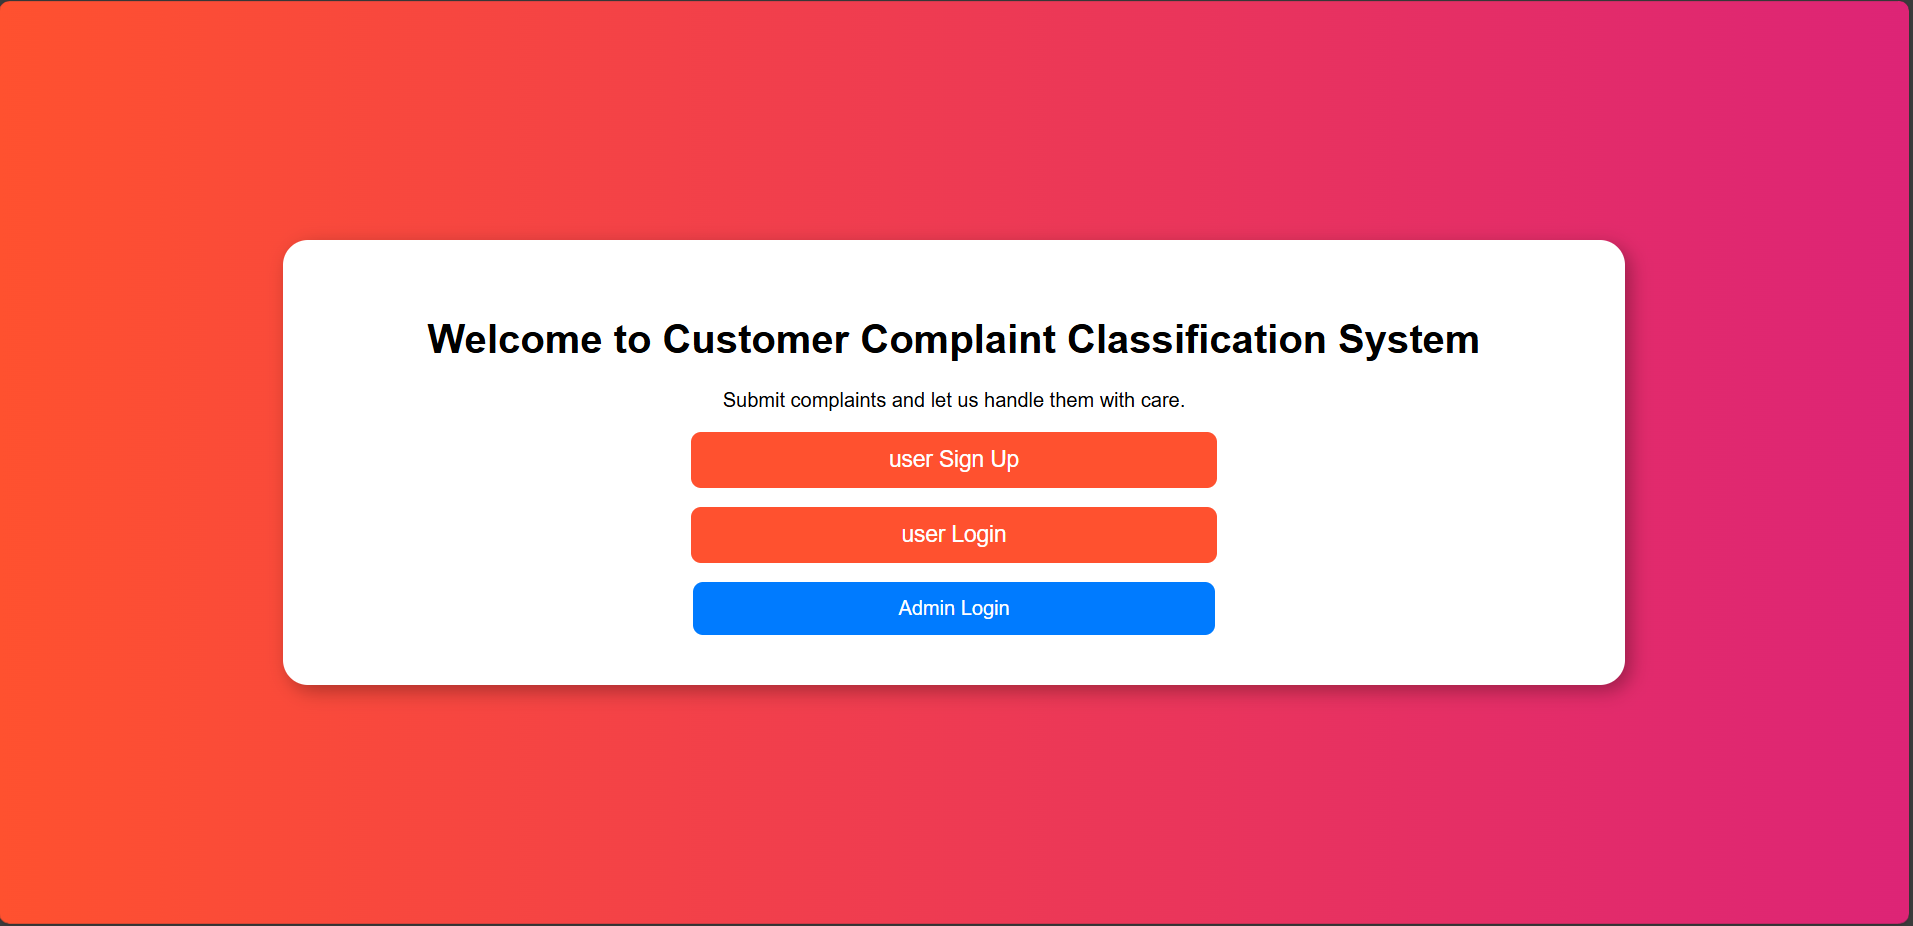 Welcome to Customer Complaint Classification System
Submit complaints and let us handle them with care.
user Sign Up
user Login
Admin Login